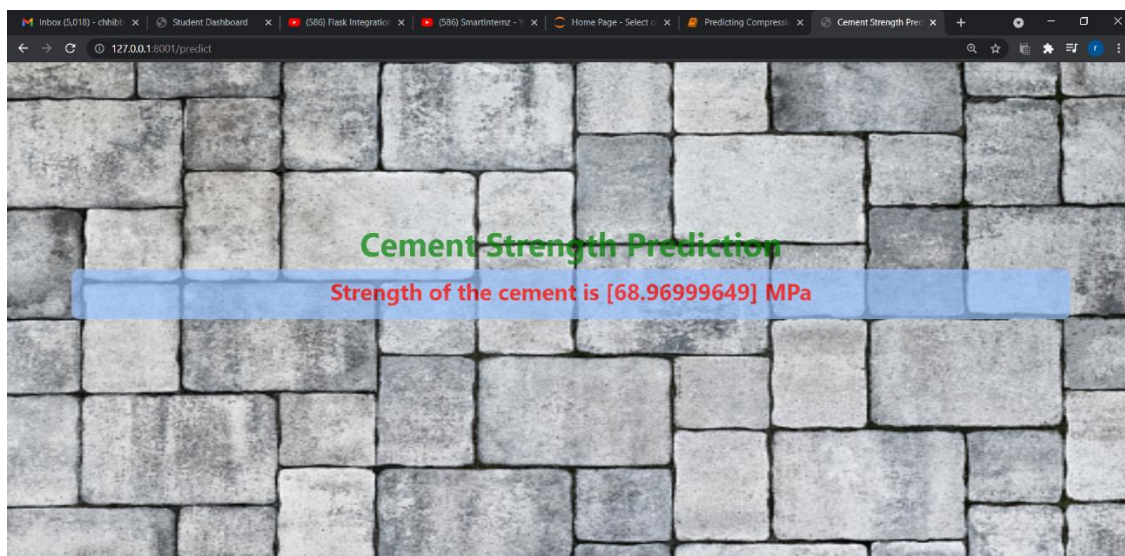 Inbox (5,018) - chhibb
Student Dashboard
(586) Flask Integration
(586) SmartInternz - Y
Home Page - Select o
Predicting Compressiv
Cement Strength Pred
127.0.0.1:8001/predict
r
Cement Strength Prediction
Strength of the cement is [68.96999649] MPa